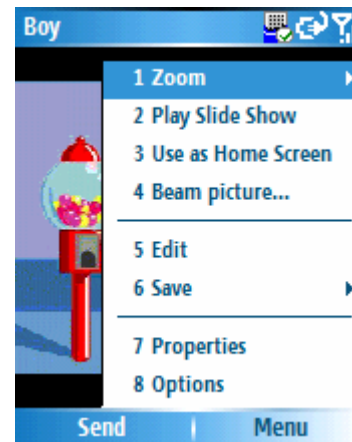 Boy
1 Zoom
2 Play Slide Show
3 Use as Home Screen
4 Beam picture...
5 Edit
6 Save
7 Properties
8 Options
Send Menu